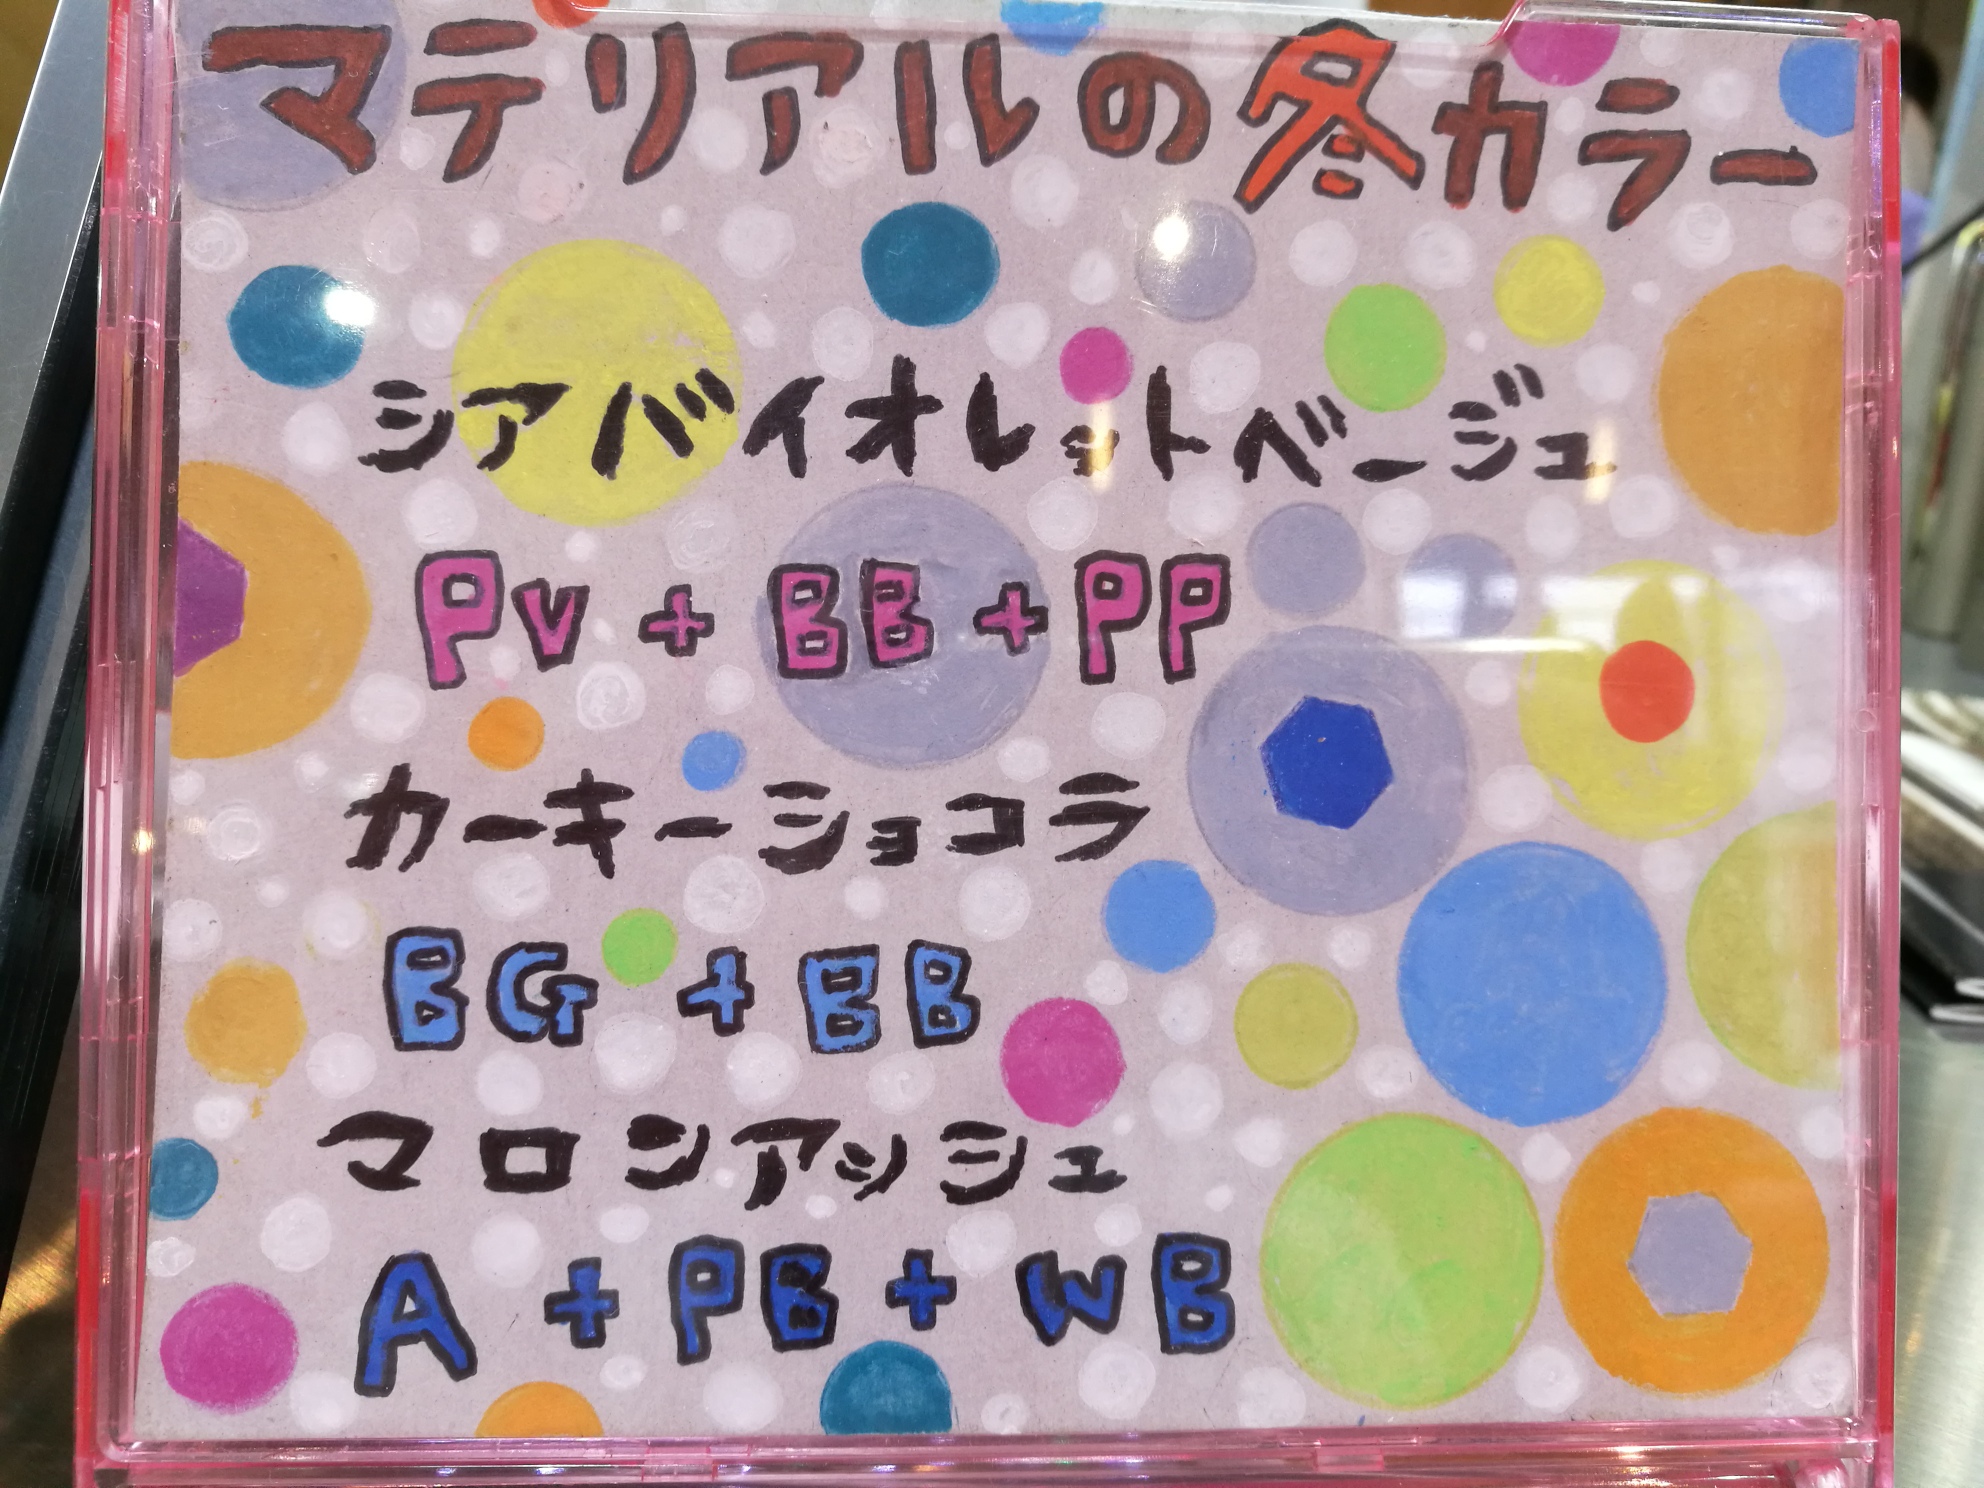 マテリアルの冬カラー
シアバイオレットベージュ
PV + BB + PP
カーキーショコラ
BG + BB
マロンアッシュ
A + PB + WB